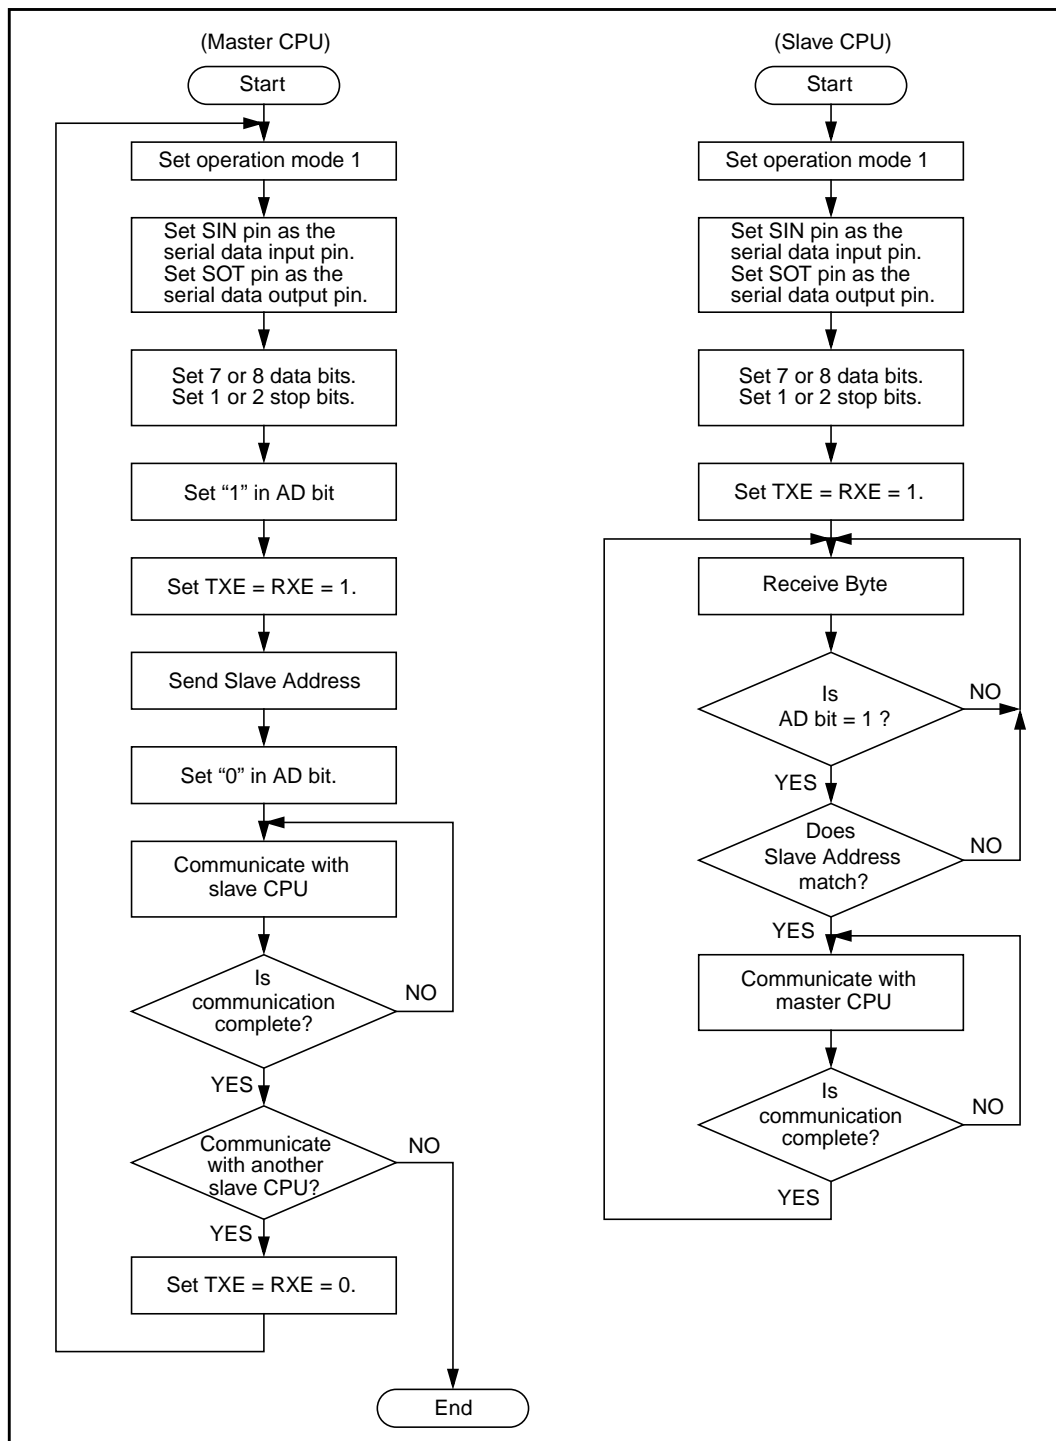 (Master CPU)
Start
Set operation mode 1
Set SIN pin as the
serial data input pin.
Set SOT pin as the
serial data output pin.
Set 7 or 8 data bits.
Set 1 or 2 stop bits.
Set “1” in AD bit
Set TXE = RXE = 1.
Send Slave Address
Set “0” in AD bit.
Communicate with
slave CPU
Is
communication
complete?
NO
YES
Communicate
with another
slave CPU?
NO
YES
Set TXE = RXE = 0.
End
(Slave CPU)
Start
Set operation mode 1
Set SIN pin as the
serial data input pin.
Set SOT pin as the
serial data output pin.
Set 7 or 8 data bits.
Set 1 or 2 stop bits.
Set TXE = RXE = 1.
Receive Byte
Is
AD bit = 1 ?
NO
YES
Does
Slave Address
match?
NO
YES
Communicate with
master CPU
Is
communication
complete?
NO
YES